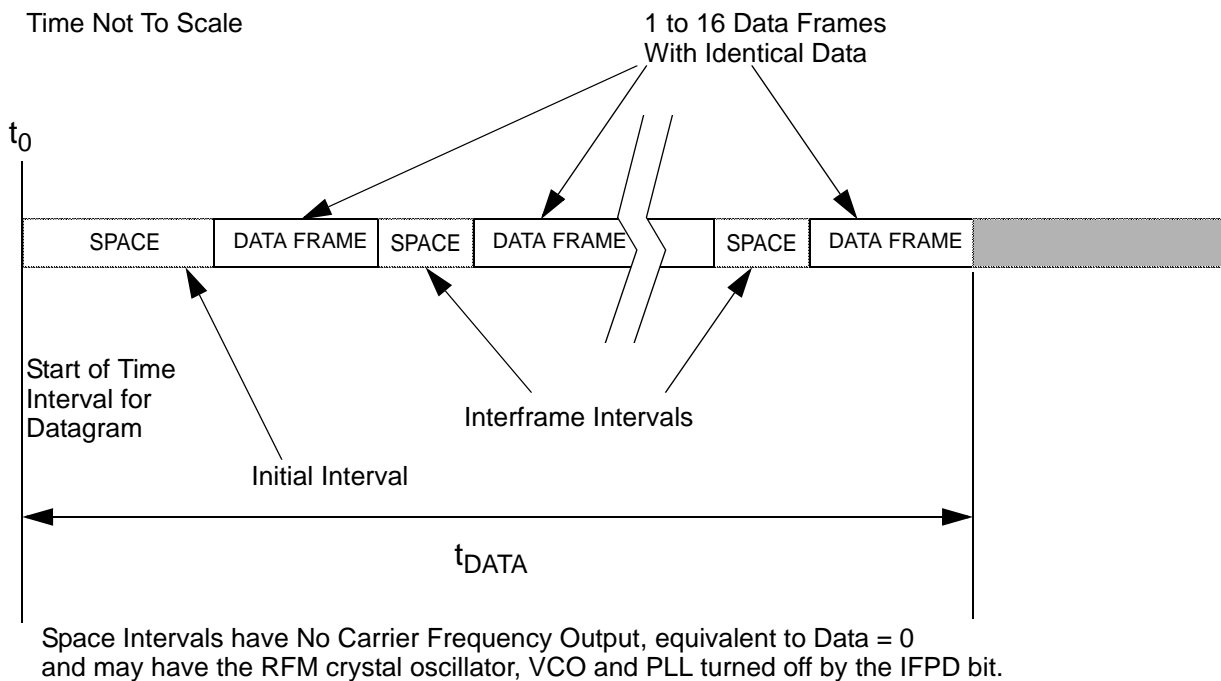 Time Not To Scale
1 to 16 Data Frames
With Identical Data
t0
SPACE
DATA FRAME
SPACE
DATA FRAME
SPACE
DATA FRAME
Start of Time
Interval for
Datagram
Interframe Intervals
Initial Interval
tDATA
Space Intervals have No Carrier Frequency Output, equivalent to Data = 0
and may have the RFM crystal oscillator, VCO and PLL turned off by the IFPD bit.